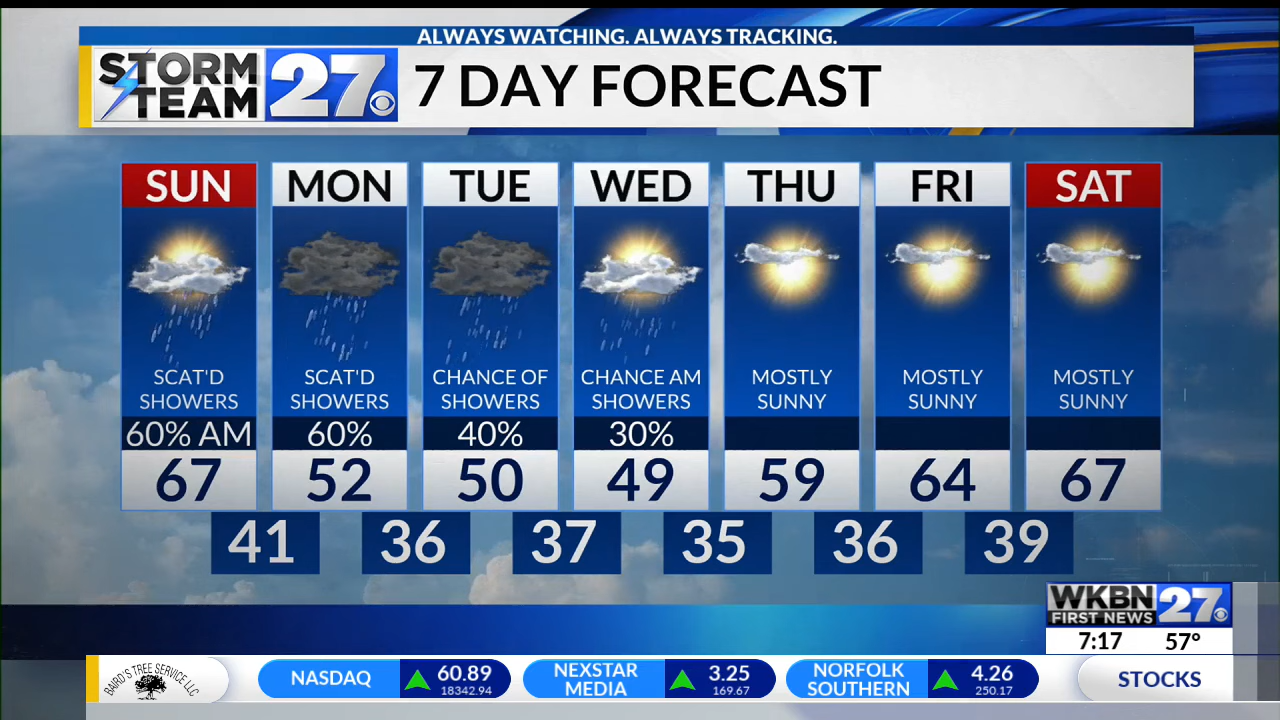 ALWAYS WATCHING. ALWAYS TRACKING.
STORM
TEAM
27
7 DAY FORECAST
SUN MON TUE WED THU FRI SAT
SCAT'D SCAT'D CHANCE OF CHANCE AM MOSTLY MOSTLY MOSTLY
SHOWERS SHOWERS SHOWERS SHOWERS SUNNY SUNNY SUNNY
60% AM 60% 40% 30%
67 52 50 49 59 64 67
41 36 37 35 36 39
WKBN 27
FIRST NEWS
7:17 57°
BAIRD'S TREE SERVICE LLC
NASDAQ 60.89
18342.94
NEXSTAR
MEDIA
3.25
169.67
NORFOLK
SOUTHERN
4.26
250.17
STOCKS